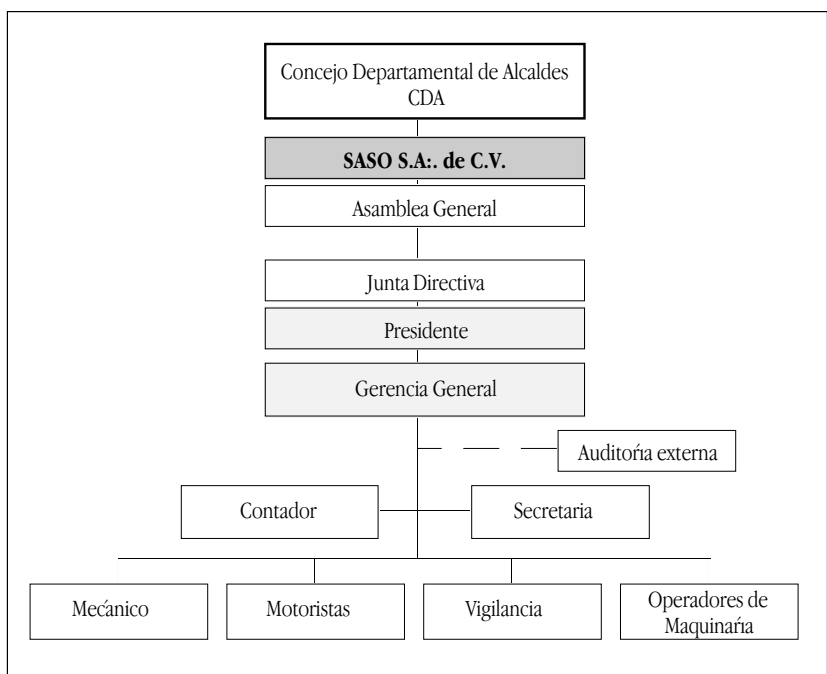 Concejo Departamental de Alcaldes
CDA
SASO S.A:. de C.V.
Asamblea General
Junta Directiva
Presidente
Gerencia General
Auditoría externa
Contador
Secretaria
Mecánico
Motoristas
Vigilancia
Operadores de
Maquinaría